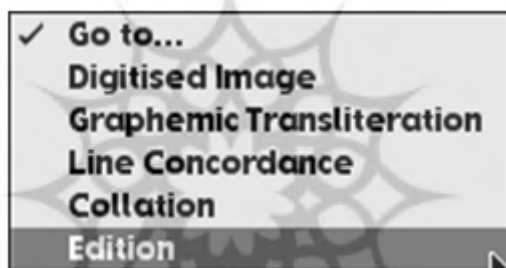 ✓ Go to...
Digitised Image
Graphemic Transliteration
Line Concordance
Collation
Edition